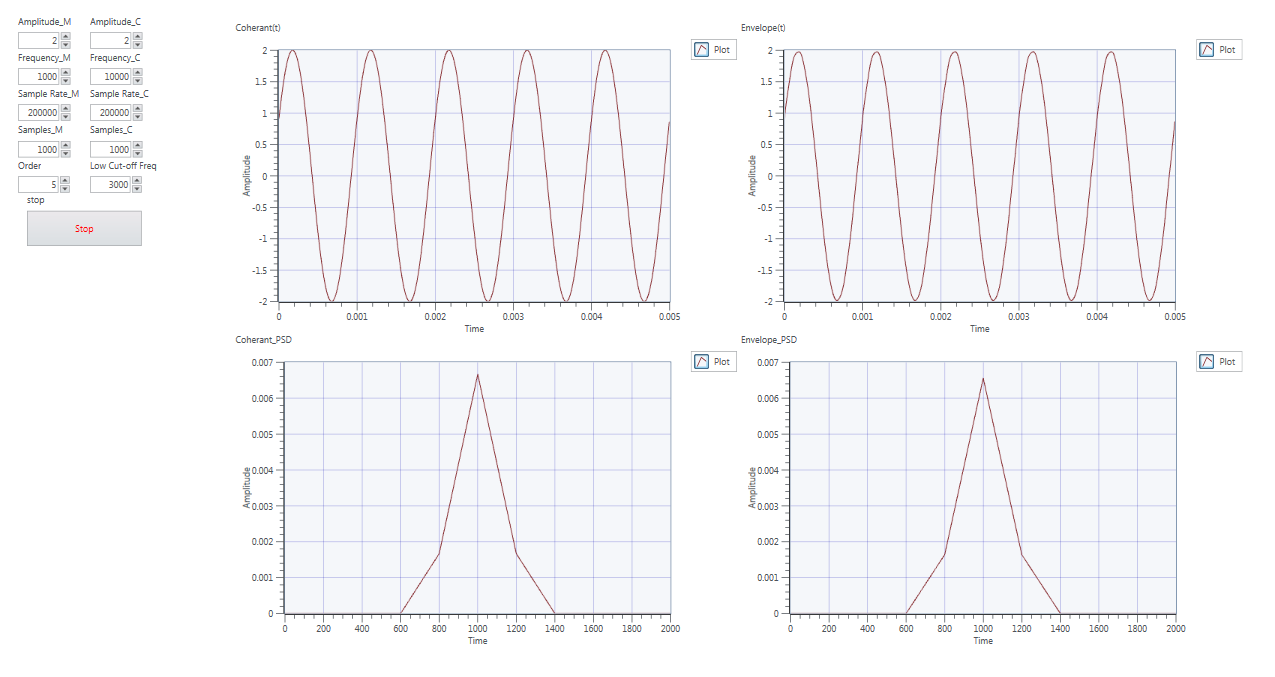 Amplitude_M Amplitude_C
2 2
Frequency_M Frequency_C
1000 10000
Sample Rate_M Sample Rate_C
200000 200000
Samples_M Samples_C
1000 1000
Order Low Cut-off Freq
5 3000
stop
Stop
Coherant(t)
Plot
Amplitude
2
1.5
1
0.5
0
-0.5
-1
-1.5
-2
0 0.001 0.002 0.003 0.004 0.005
Time
Envelope(t)
Plot
Amplitude
2
1.5
1
0.5
0
-0.5
-1
-1.5
-2
0 0.001 0.002 0.003 0.004 0.005
Time
Coherant_PSD
Plot
Amplitude
0.007
0.006
0.005
0.004
0.003
0.002
0.001
0
0 200 400 600 800 1000 1200 1400 1600 1800 2000
Time
Envelope_PSD
Plot
Amplitude
0.007
0.006
0.005
0.004
0.003
0.002
0.001
0
0 200 400 600 800 1000 1200 1400 1600 1800 2000
Time